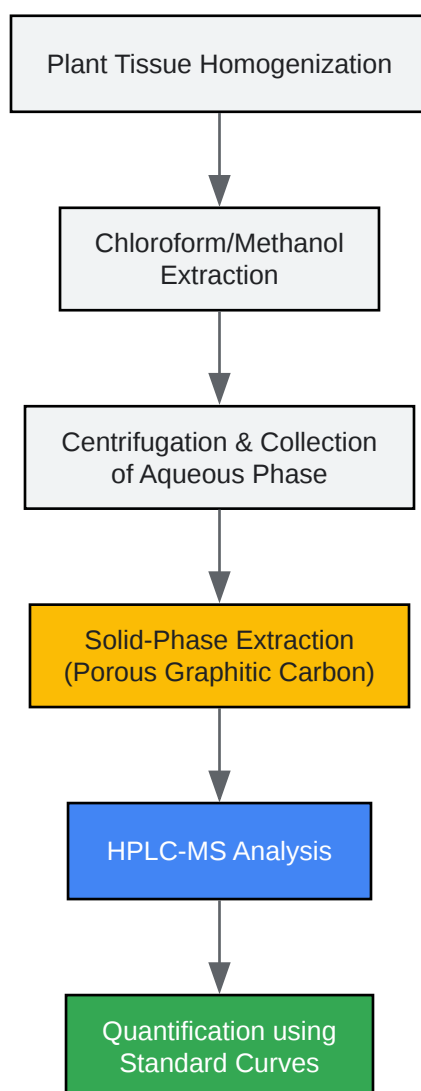 Plant Tissue Homogenization
Chloroform/Methanol
Extraction
Centrifugation & Collection
of Aqueous Phase
Solid-Phase Extraction
(Porous Graphitic Carbon)
HPLC-MS Analysis
Quantification using
Standard Curves